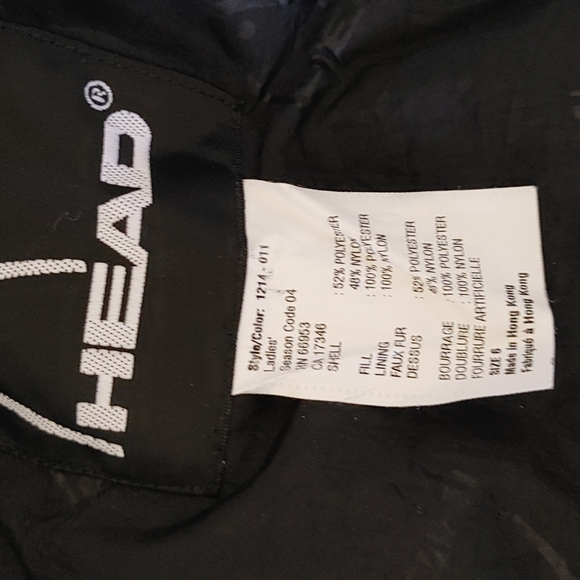 HEAD®
Style/Color: 1214 - 011
Ladies'
Season Code 04
RN 66953
CA 17346
SHELL : 52% POLYESTER
48% NYLON
FILL : 100% POLYESTER
LINING : 100% NYLON
FAUX FUR
DESSUS : 52% POLYESTER
48% NYLON
BOURRAGE : 100% POLYESTER
DOUBLURE : 100% NYLON
FOURRURE ARTIFICIELLE
SIZE 6
Made in Hong Kong
Fabriqué à Hong Kong